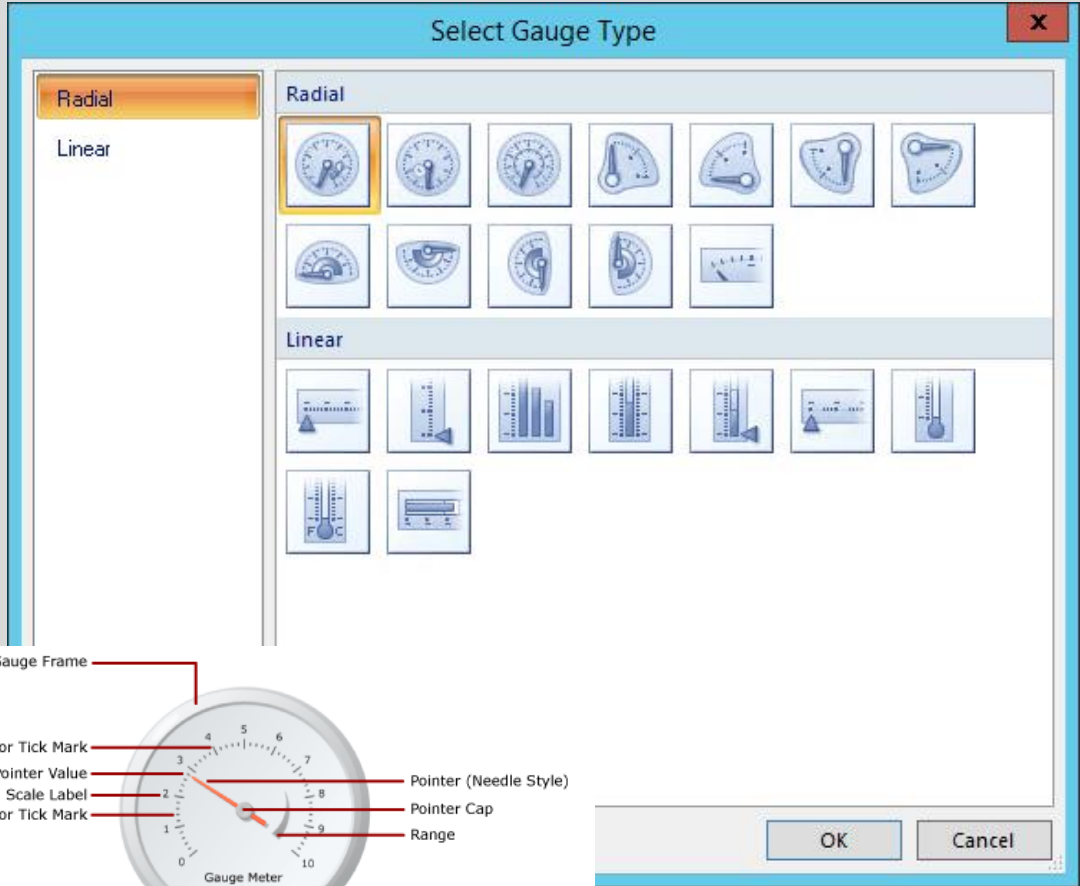 Select Gauge Type
X
Radial
Linear
Radial
Linear
F C
OK
Cancel
Gauge Frame
or Tick Mark
Pointer Value
Scale Label
or Tick Mark
Pointer (Needle Style)
Pointer Cap
Range
0
1
2
3
4
5
6
7
8
9
10
Gauge Meter